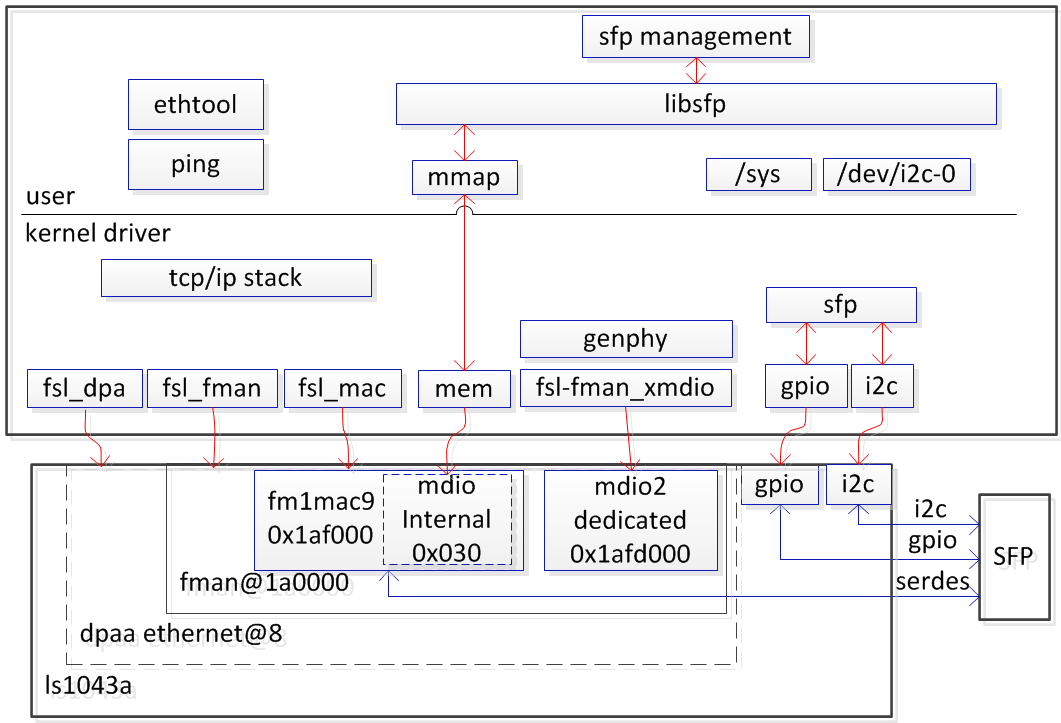 sfp management
ethtool
libsfp
ping
mmap
/sys
/dev/i2c-0
user
kernel driver
tcp/ip stack
sfp
genphy
fsl_dpa
fsl_fman
fsl_mac
mem
fsl-fman_xmdio
gpio
i2c
fm1mac9
0x1af000
mdio
Internal
0x030
mdio2
dedicated
0x1afd000
gpio
i2c
i2c
gpio
serdes
SFP
fman@1a0000
dpaa ethernet@8
ls1043a